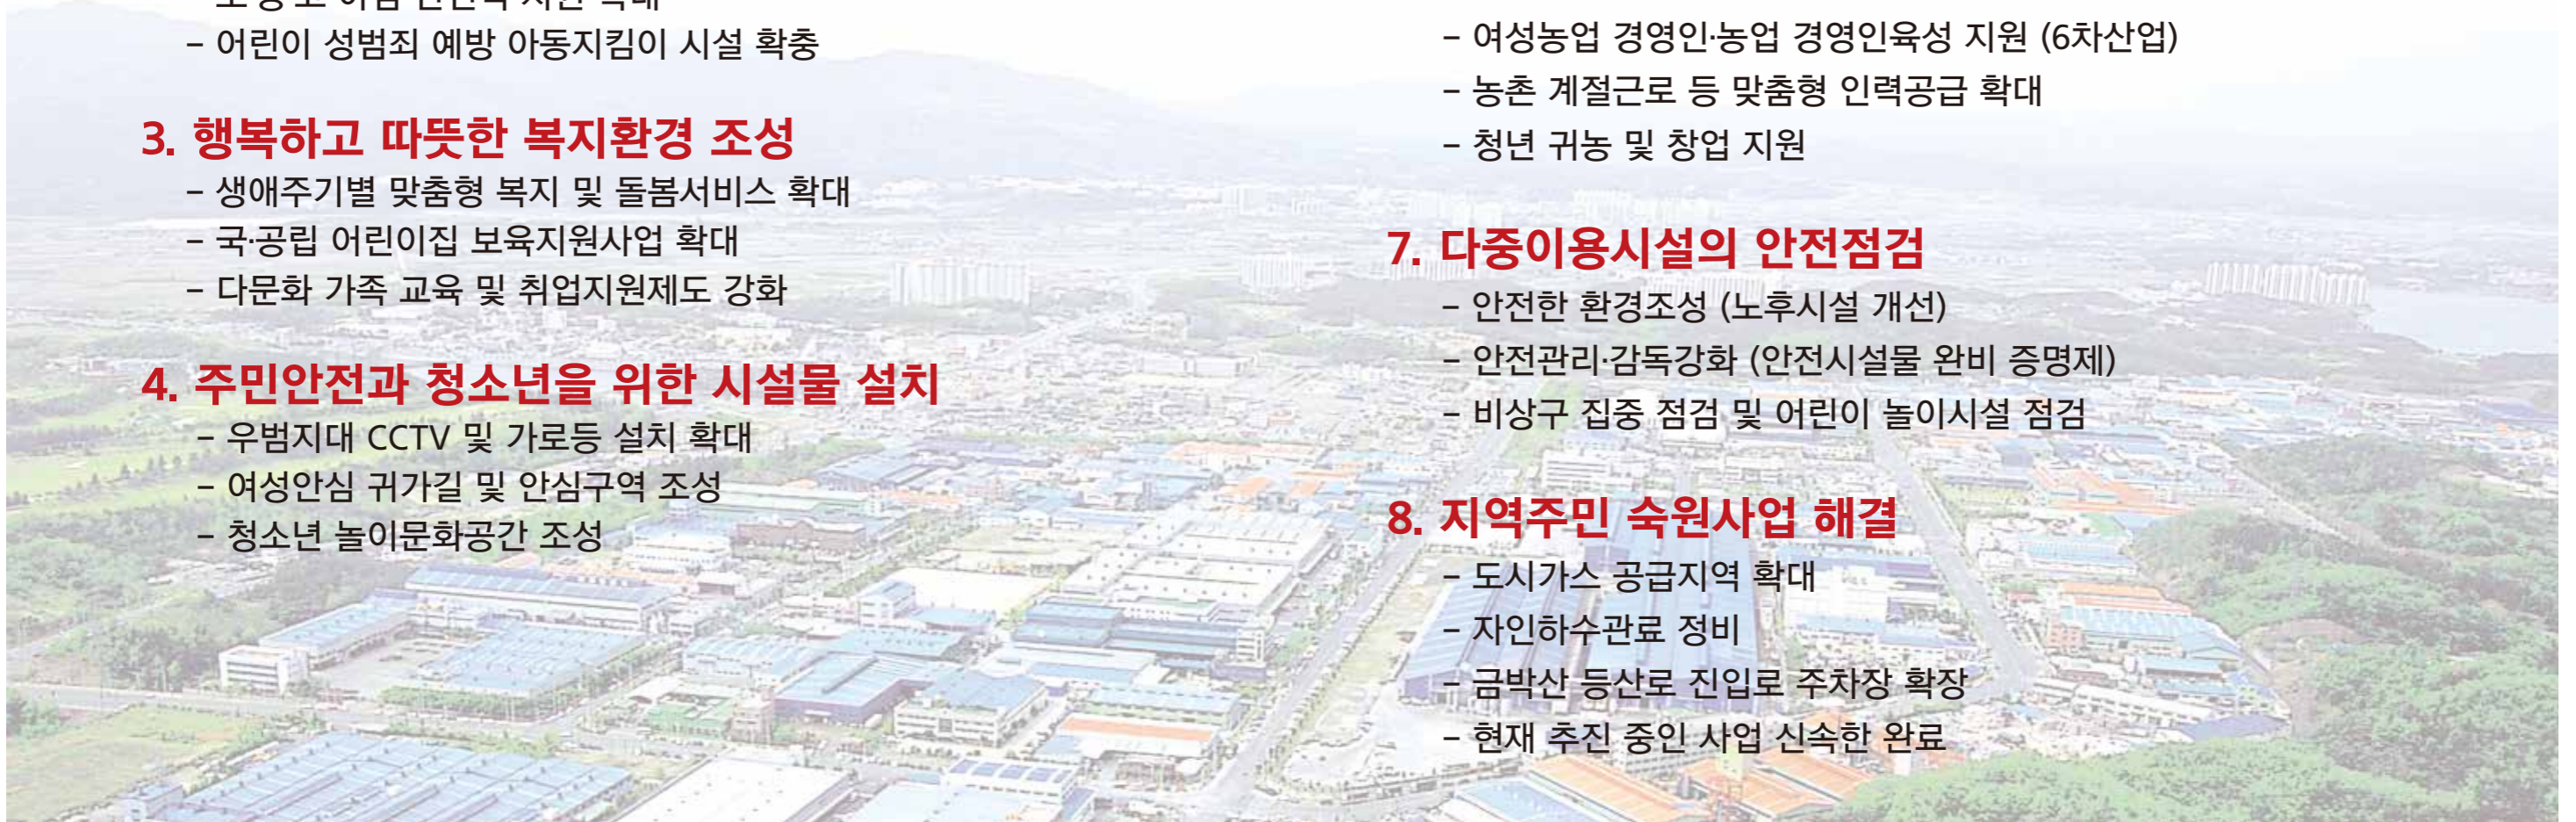 – 어린이 성범죄 예방 아동지킴이 시설 확충
3. 행복하고 따뜻한 복지환경 조성
– 생애주기별 맞춤형 복지 및 돌봄서비스 확대
– 국·공립 어린이집 보육지원사업 확대
– 다문화 가족 교육 및 취업지원제도 강화
4. 주민안전과 청소년을 위한 시설물 설치
– 우범지대 CCTV 및 가로등 설치 확대
– 여성안심 귀가길 및 안심구역 조성
– 청소년 놀이문화공간 조성
– 여성농업 경영인·농업 경영인육성 지원 (6차산업)
– 농촌 계절근로 등 맞춤형 인력공급 확대
– 청년 귀농 및 창업 지원
7. 다중이용시설의 안전점검
– 안전한 환경조성 (노후시설 개선)
– 안전관리·감독강화 (안전시설물 완비 증명제)
– 비상구 집중 점검 및 어린이 놀이시설 점검
8. 지역주민 숙원사업 해결
– 도시가스 공급지역 확대
– 자인하수관료 정비
– 금박산 등산로 진입로 주차장 확장
– 현재 추진 중인 사업 신속한 완료